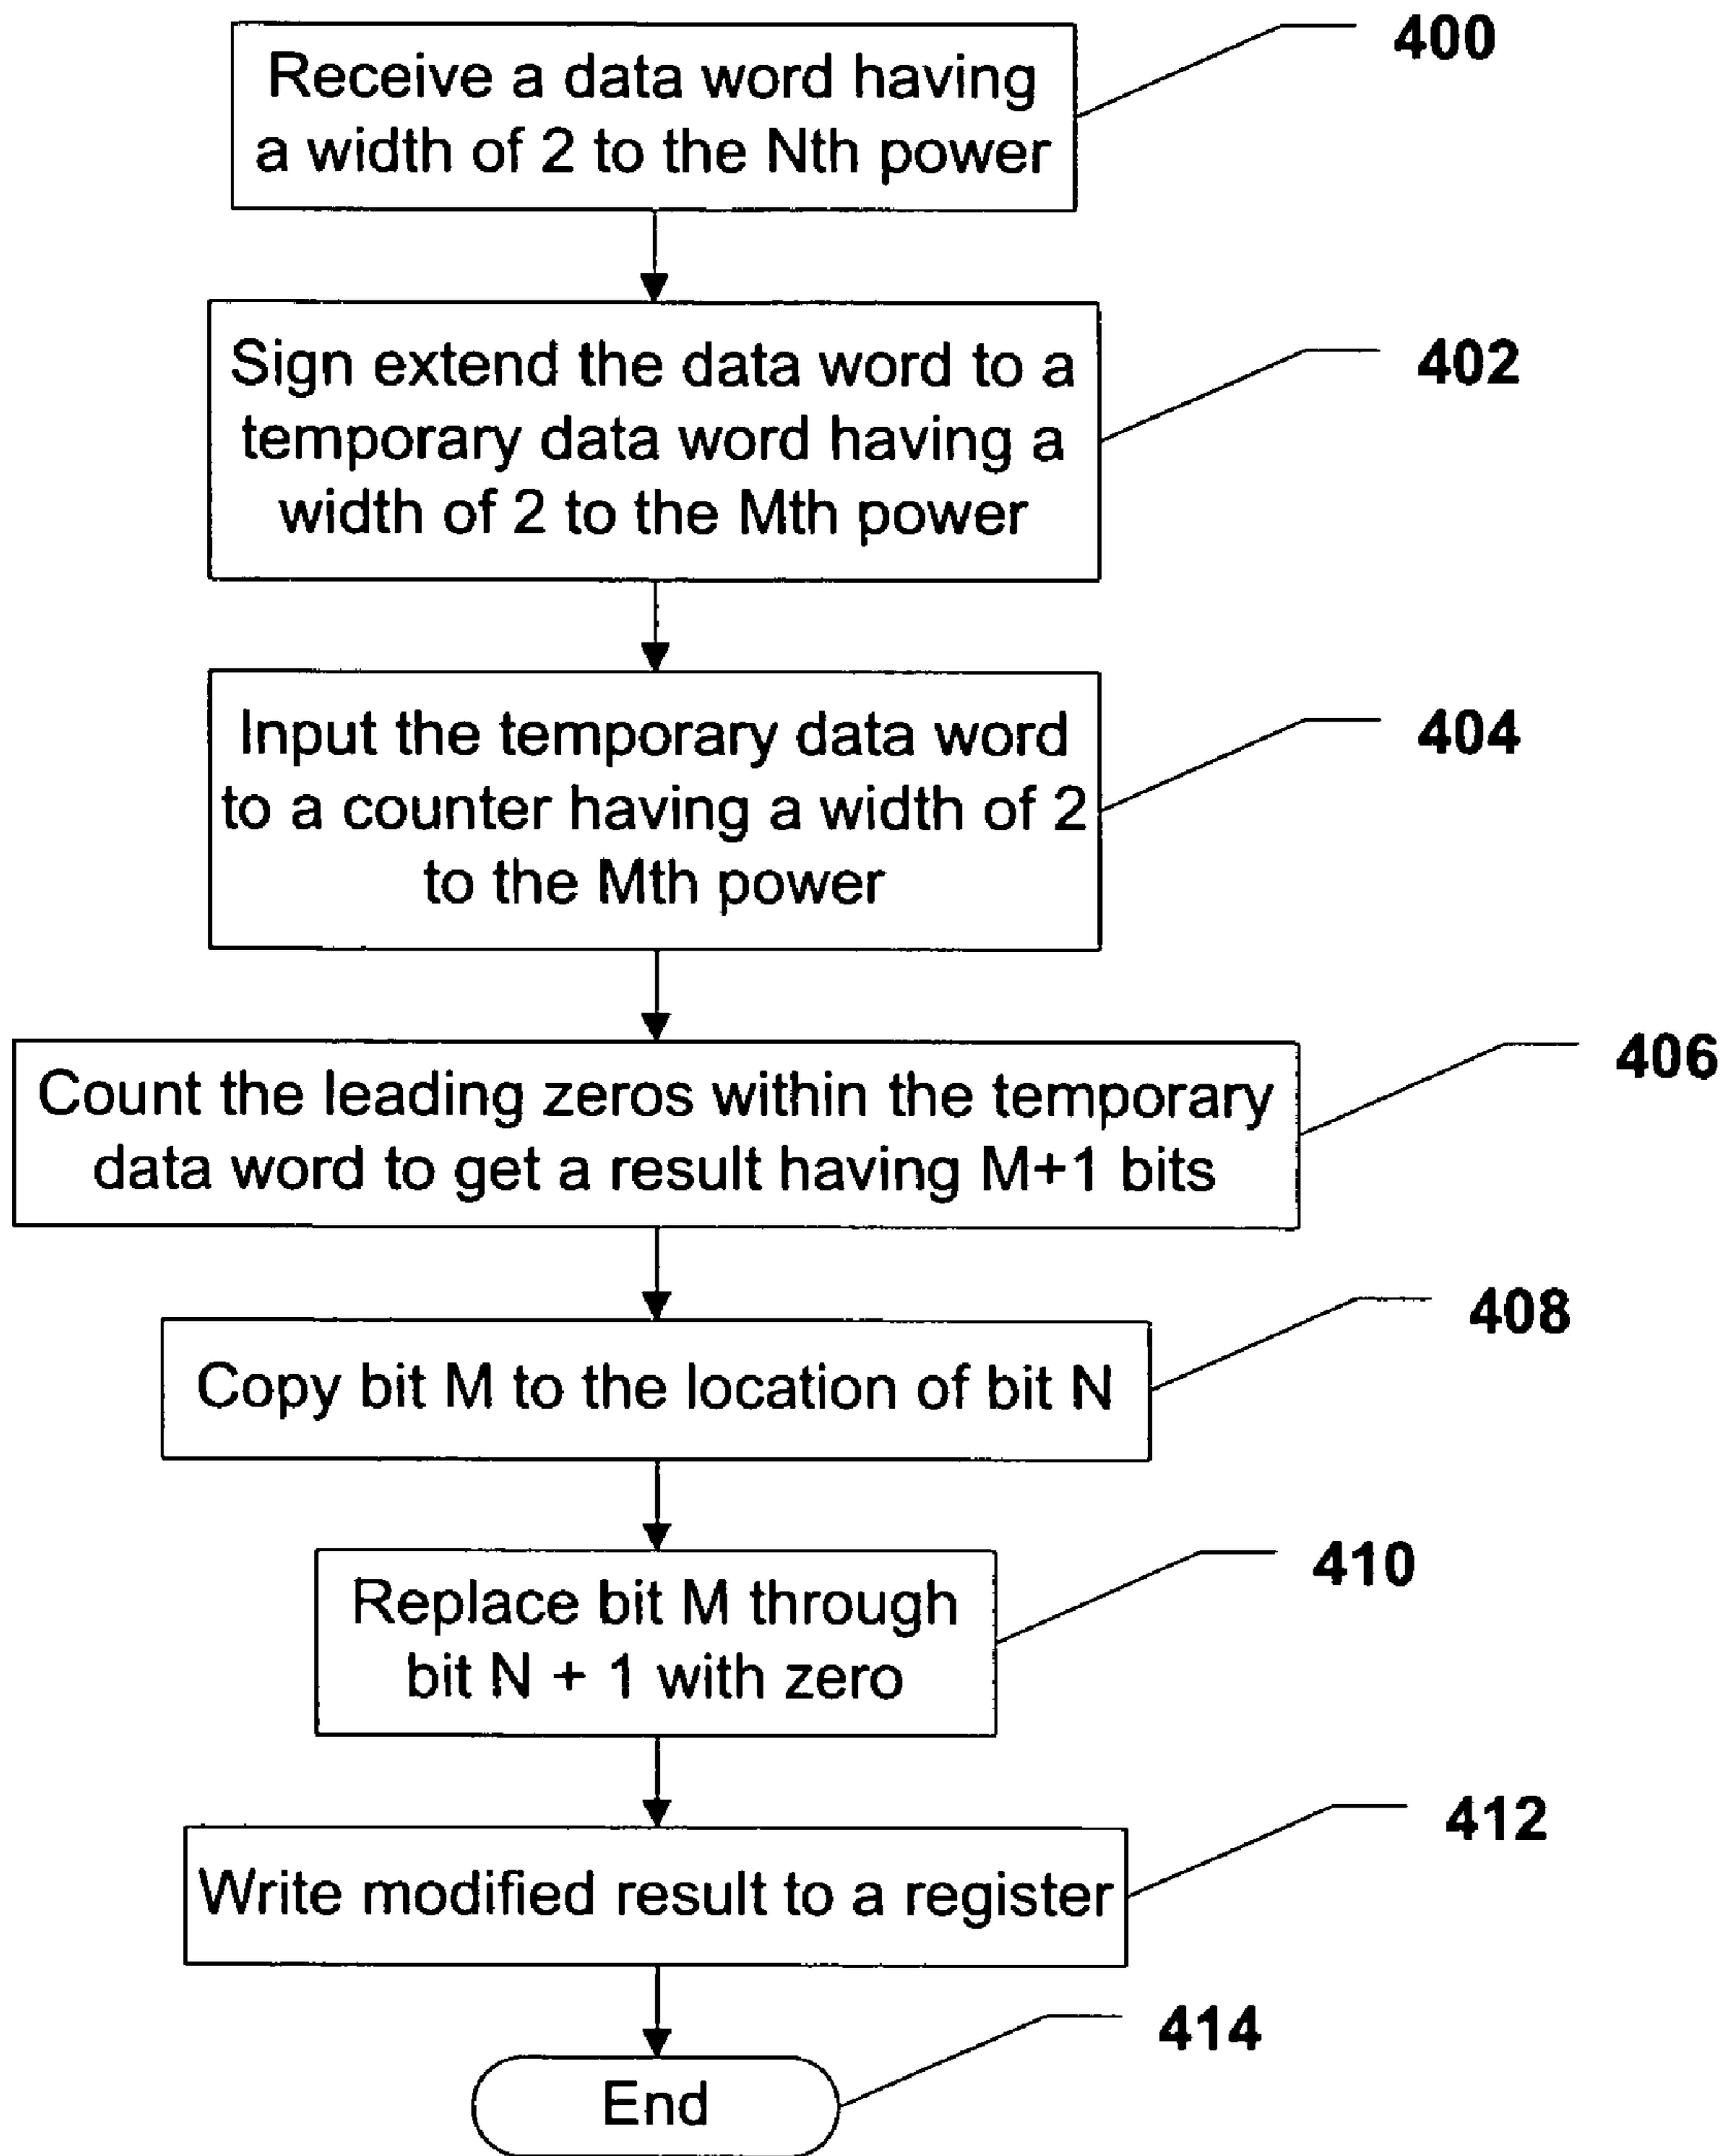 400
Receive a data word having
a width of 2 to the Nth power
402
Sign extend the data word to a
temporary data word having a
width of 2 to the Mth power
404
Input the temporary data word
to a counter having a width of 2
to the Mth power
406
Count the leading zeros within the temporary
data word to get a result having M+1 bits
408
Copy bit M to the location of bit N
410
Replace bit M through
bit N + 1 with zero
412
Write modified result to a register
414
End